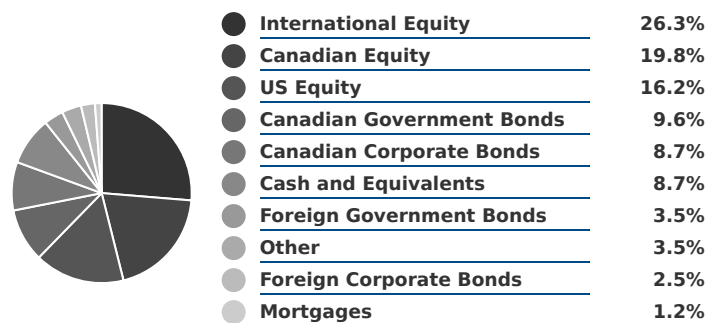 International Equity 26.3%
Canadian Equity 19.8%
US Equity 16.2%
Canadian Government Bonds 9.6%
Canadian Corporate Bonds 8.7%
Cash and Equivalents 8.7%
Foreign Government Bonds 3.5%
Other 3.5%
Foreign Corporate Bonds 2.5%
Mortgages 1.2%